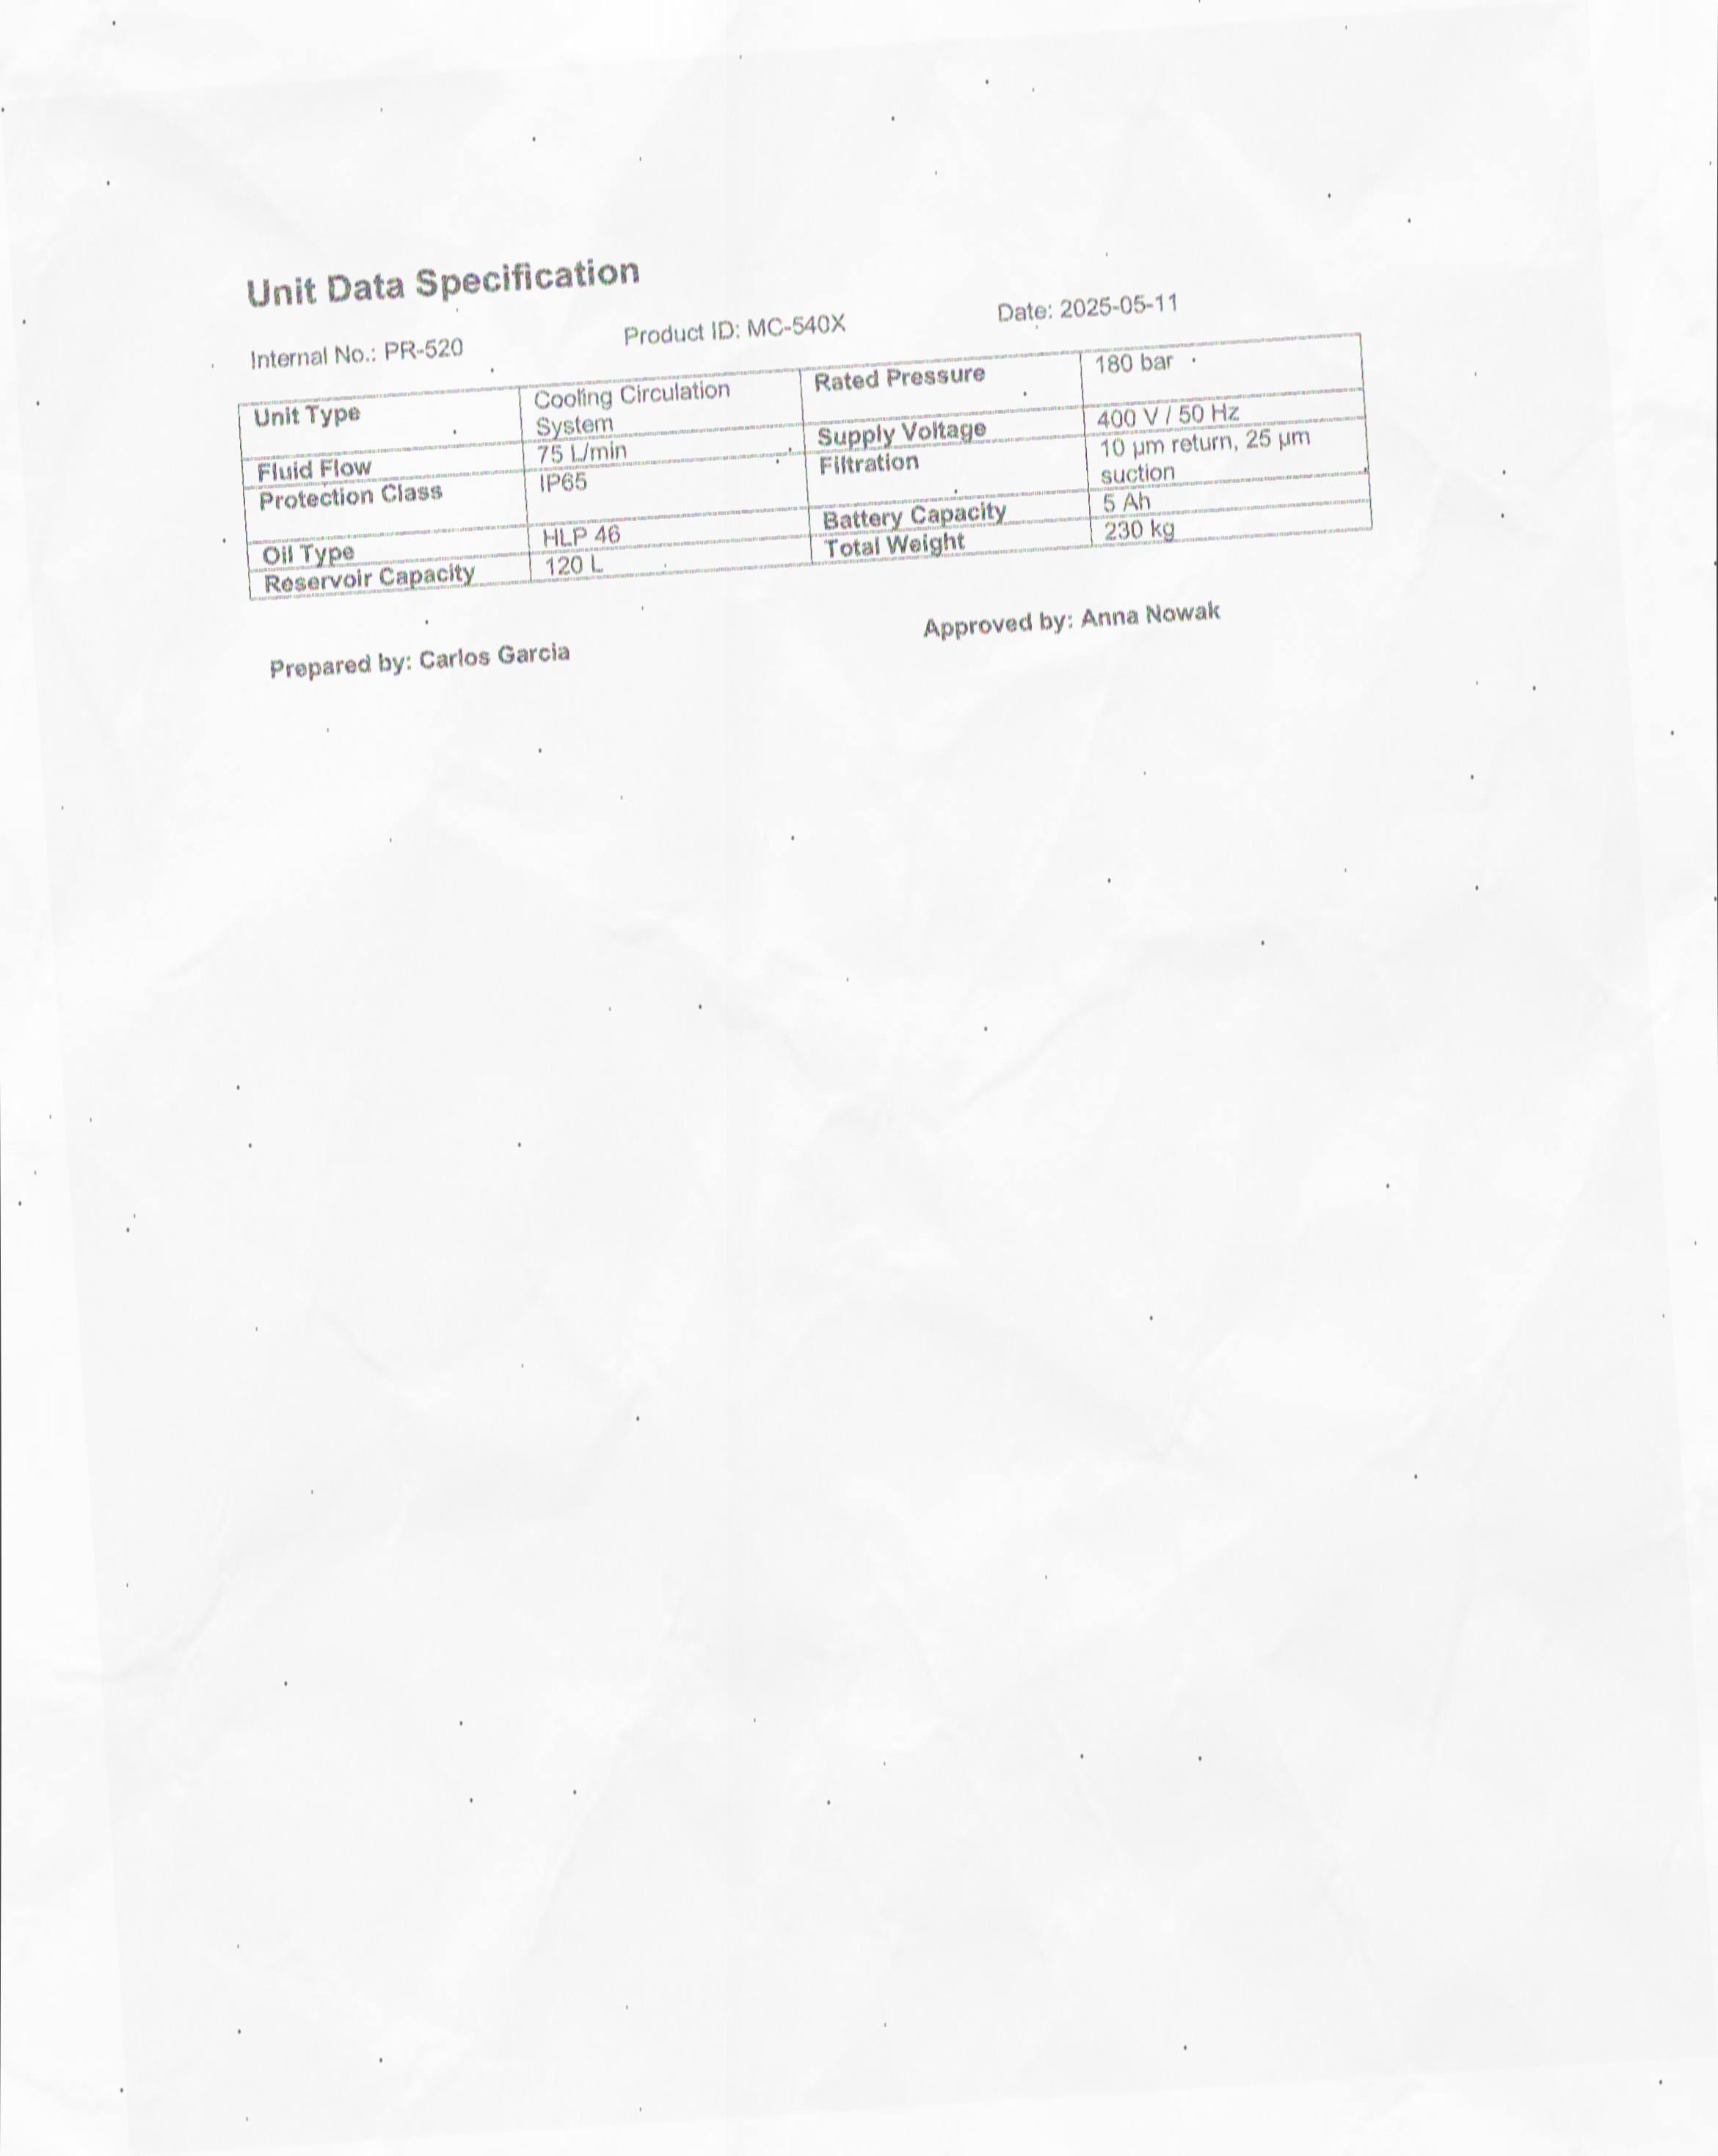 Unit Data Specification
Internal No.: PR-520 Product ID: MC-540X Date: 2025-05-11
Unit Type Cooling Circulation System Rated Pressure 180 bar
Fluid Flow 75 L/min Supply Voltage 400 V / 50 Hz
Protection Class IP65 Filtration 10 µm return, 25 µm suction
Oil Type HLP 46 Battery Capacity 5 Ah
Reservoir Capacity 120 L Total Weight 230 kg
Prepared by: Carlos Garcia Approved by: Anna Nowak